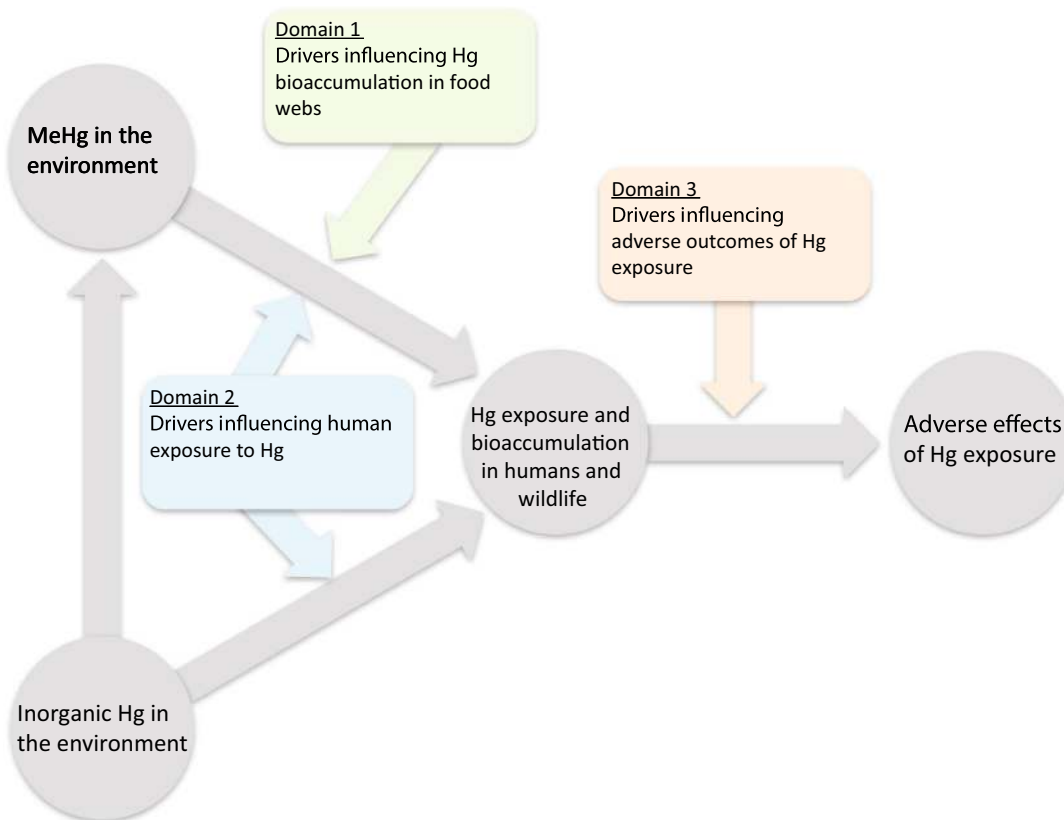 Domain 1
Drivers influencing Hg
bioaccumulation in food
webs
MeHg in the
environment
Domain 3
Drivers influencing
adverse outcomes of Hg
exposure
Domain 2
Drivers influencing human
exposure to Hg
Hg exposure and
bioaccumulation
in humans and
wildlife
Adverse effects
of Hg exposure
Inorganic Hg in
the environment